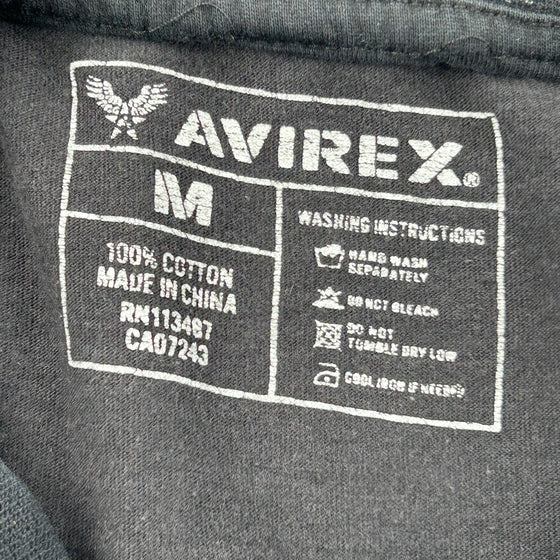 AVIREX®
M
100% COTTON
MADE IN CHINA
RN113487
CA07243
WASHING INSTRUCTIONS
HAND WASH
SEPARATELY
DO NOT BLEACH
DO NOT
TUMBLE DRY LOW
COOL IRON IF NEEDED